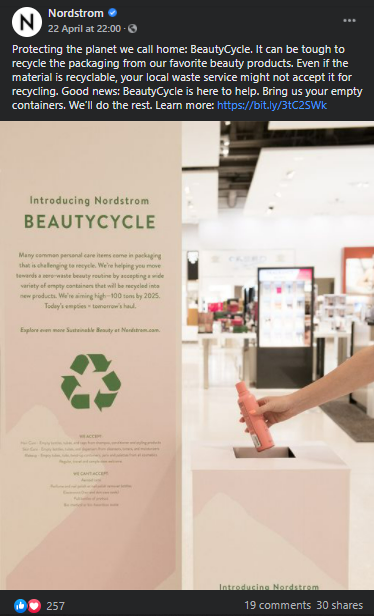 Nordstrom
22 April at 22:00
Protecting the planet we call home: BeautyCycle. It can be tough to
recycle the packaging from our favorite beauty products. Even if the
material is recyclable, your local waste service might not accept it for
recycling. Good news: BeautyCycle is here to help. Bring us your empty
containers. We'll do the rest. Learn more: https://bit.ly/3tC2SWk
N
Introducing Nordstrom
BEAUTYCYCLE
Many common personal care items come in packaging
that is challenging to recycle. We're helping you move
towards a zero-waste beauty routine by accepting a wide
variety of empty containers that will be recycled into
new products. We're aiming high—100 tons by 2025.
Today's empties = tomorrow's haul.
Explore even more Sustainable Beauty at Nordstrom.com.
WE ACCEPT
Introducing Nordstrom
257
19 comments 30 shares